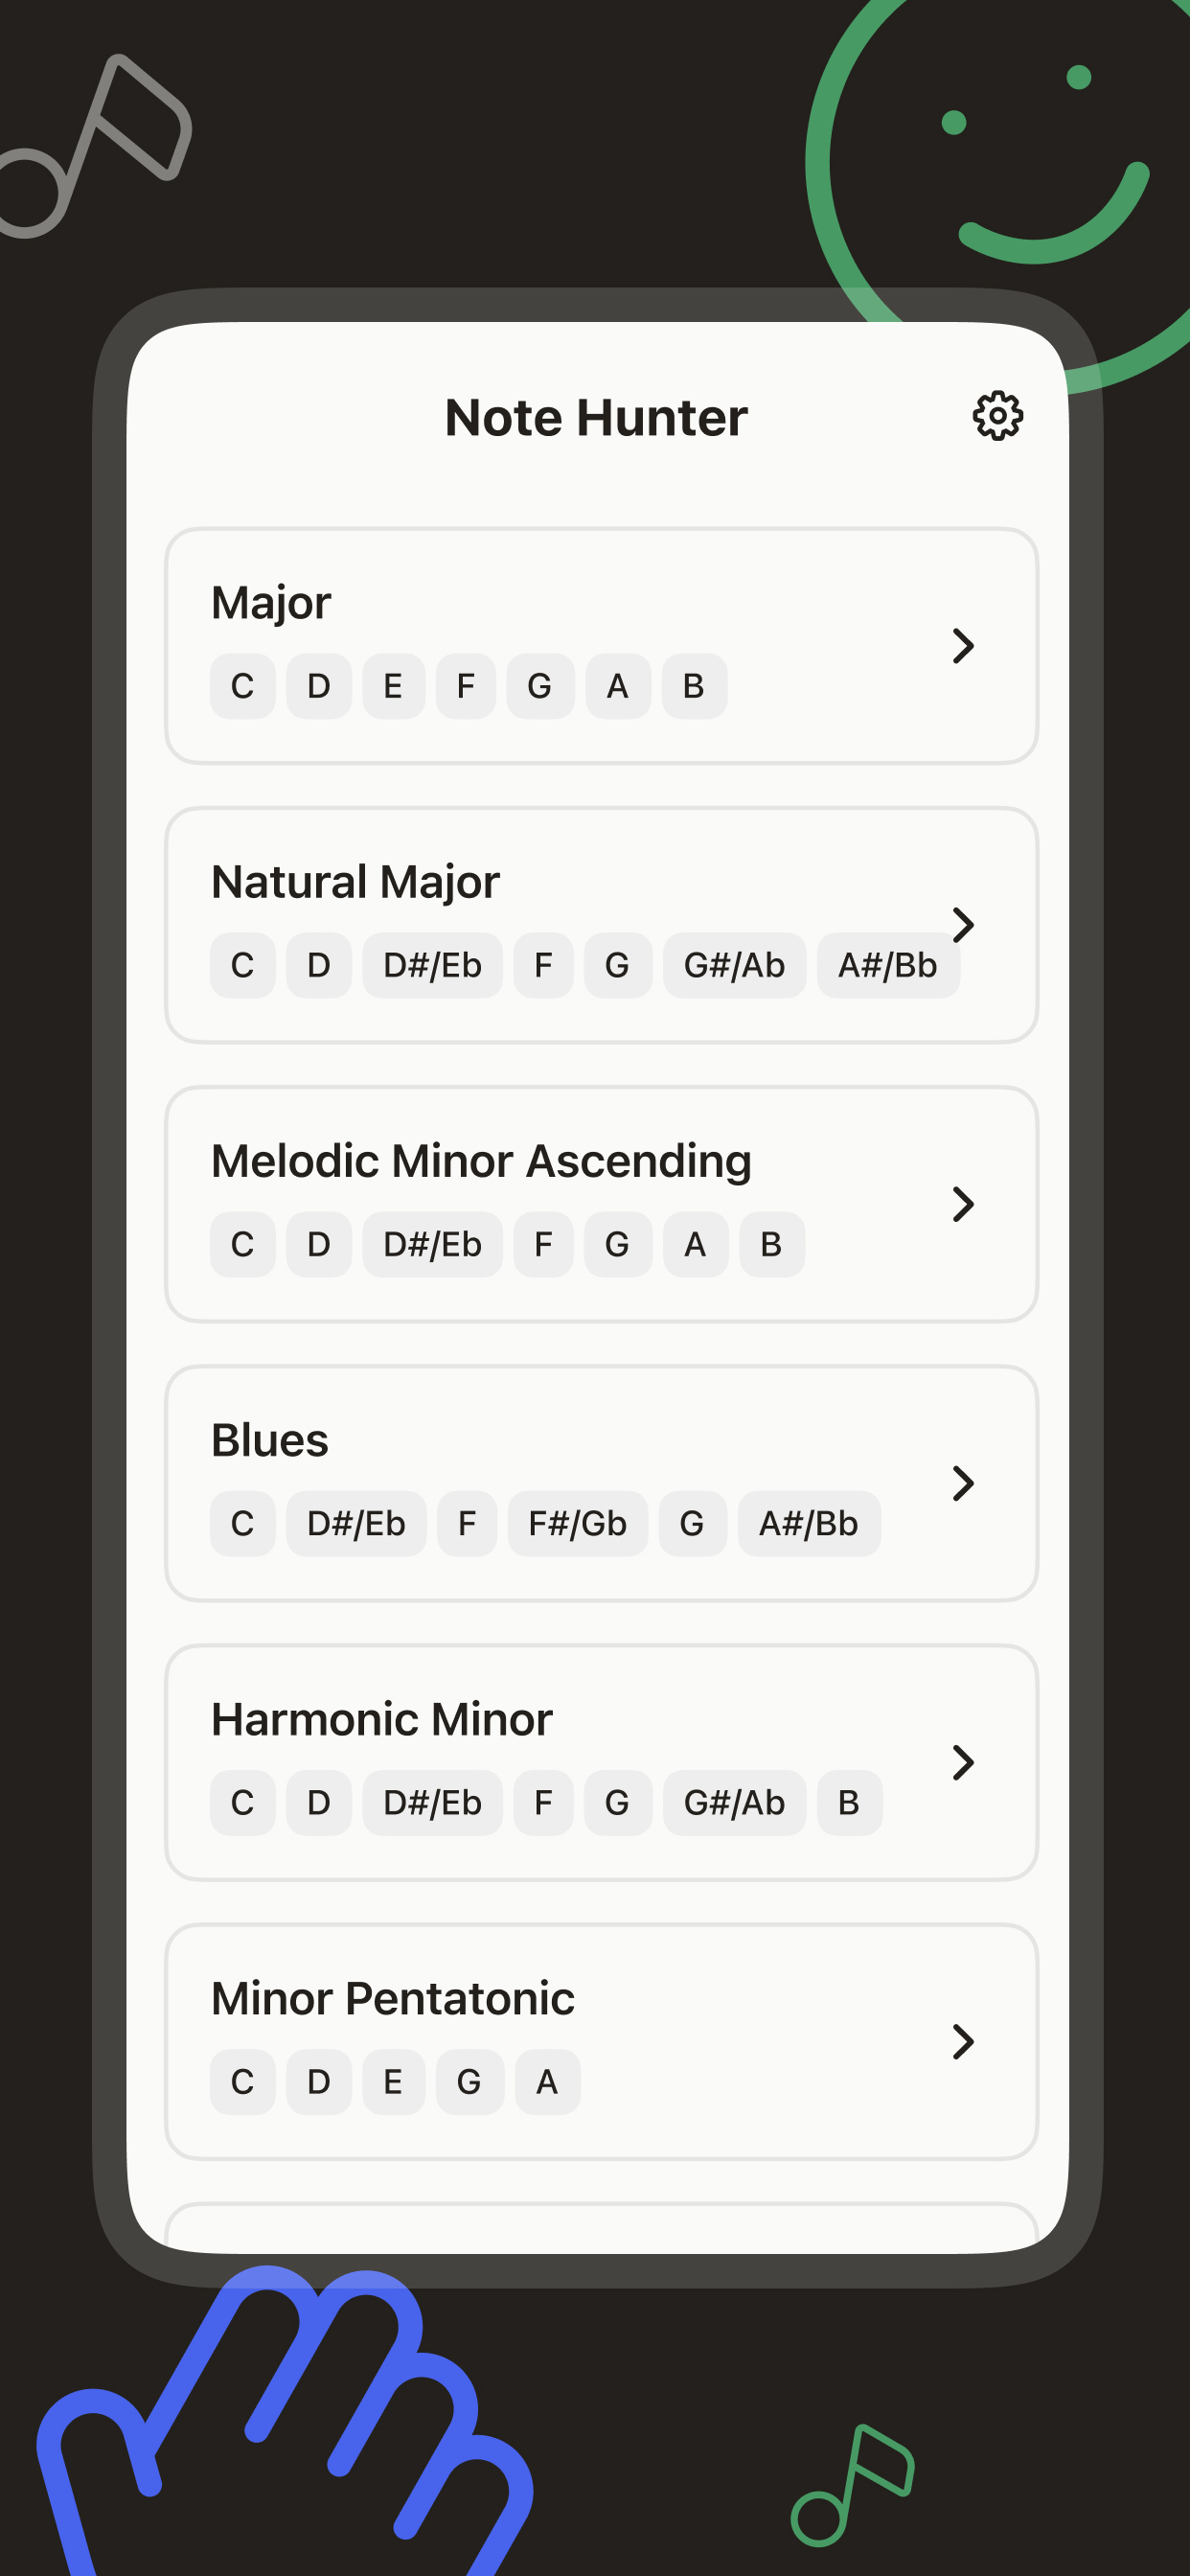 Note Hunter
Major
C D E F G A B
Natural Major
C D D#/Eb F G G#/Ab A#/Bb
Melodic Minor Ascending
C D D#/Eb F G A B
Blues
C D#/Eb F F#/Gb G A#/Bb
Harmonic Minor
C D D#/Eb F G G#/Ab B
Minor Pentatonic
C D E G A